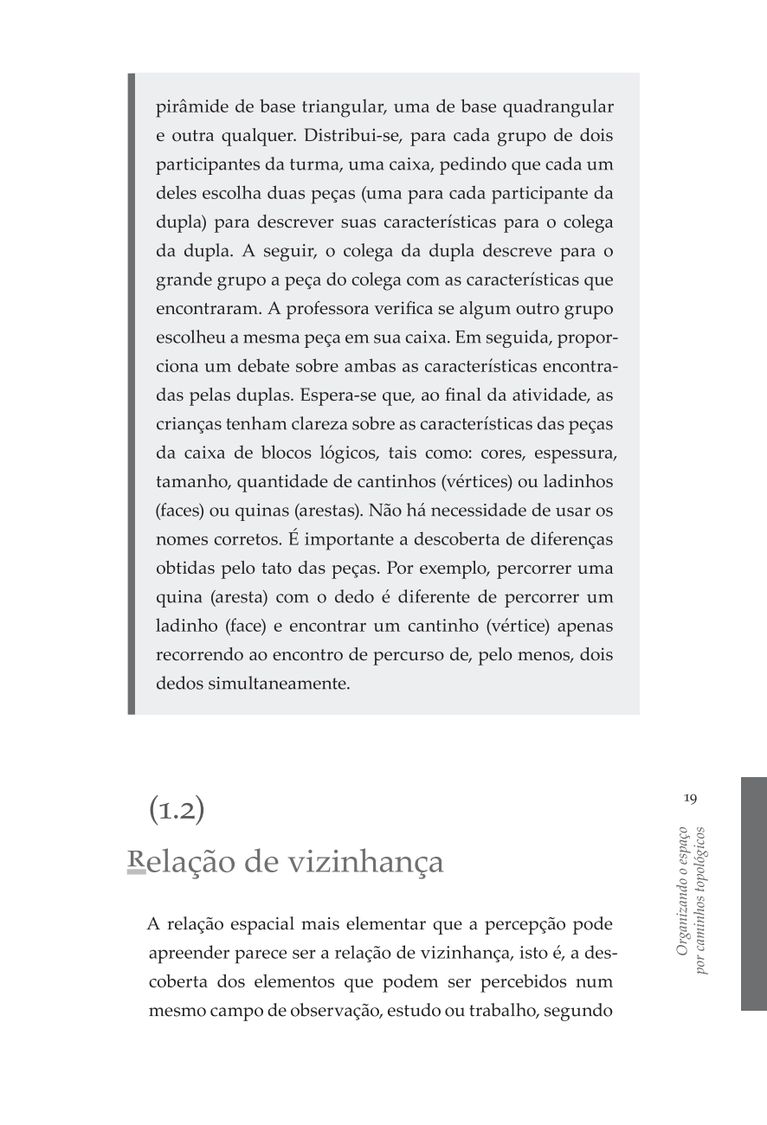 pirâmide de base triangular, uma de base quadrangular
e outra qualquer. Distribui-se, para cada grupo de dois
participantes da turma, uma caixa, pedindo que cada um
deles escolha duas peças (uma para cada participante da
dupla) para descrever suas características para o colega
da dupla. A seguir, o colega da dupla descreve para o
grande grupo a peça do colega com as características que
encontraram. A professora verifica se algum outro grupo
escolheu a mesma peça em sua caixa. Em seguida, propor-
ciona um debate sobre ambas as características encontra-
das pelas duplas. Espera-se que, ao final da atividade, as
crianças tenham clareza sobre as características das peças
da caixa de blocos lógicos, tais como: cores, espessura,
tamanho, quantidade de cantinhos (vértices) ou ladinhos
(faces) ou quinas (arestas). Não há necessidade de usar os
nomes corretos. É importante a descoberta de diferenças
obtidas pelo tato das peças. Por exemplo, percorrer uma
quina (aresta) com o dedo é diferente de percorrer um
ladinho (face) e encontrar um cantinho (vértice) apenas
recorrendo ao encontro de percurso de, pelo menos, dois
dedos simultaneamente.
(1.2)
Relação de vizinhança
A relação espacial mais elementar que a percepção pode
apreender parece ser a relação de vizinhança, isto é, a des-
coberta dos elementos que podem ser percebidos num
mesmo campo de observação, estudo ou trabalho, segundo
19
Organizando o espaço
por caminhos topológicos